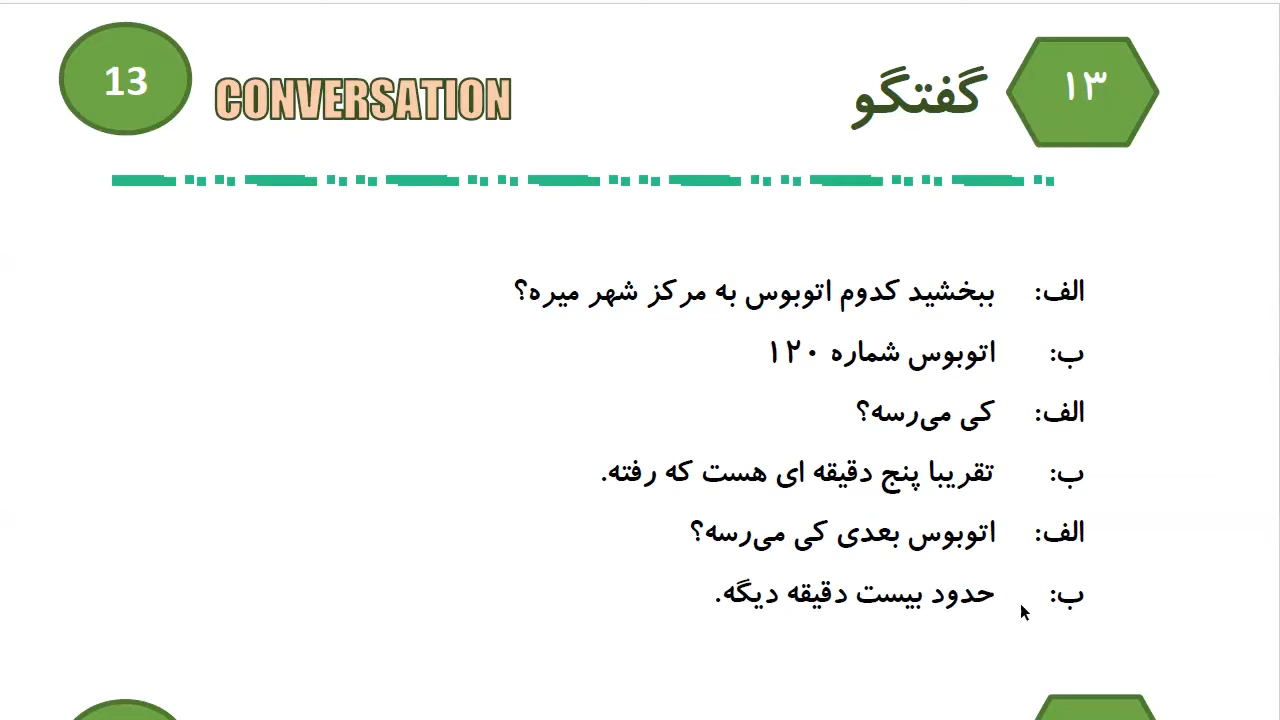 13
CONVERSATION
گفتگو
۱۳
الف: ببخشید کدوم اتوبوس به مرکز شهر میره؟
ب: اتوبوس شماره ۱۲۰
الف: کی می‌رسه؟
ب: تقریبا پنج دقیقه ای هست که رفته.
الف: اتوبوس بعدی کی می‌رسه؟
ب: حدود بیست دقیقه دیگه.